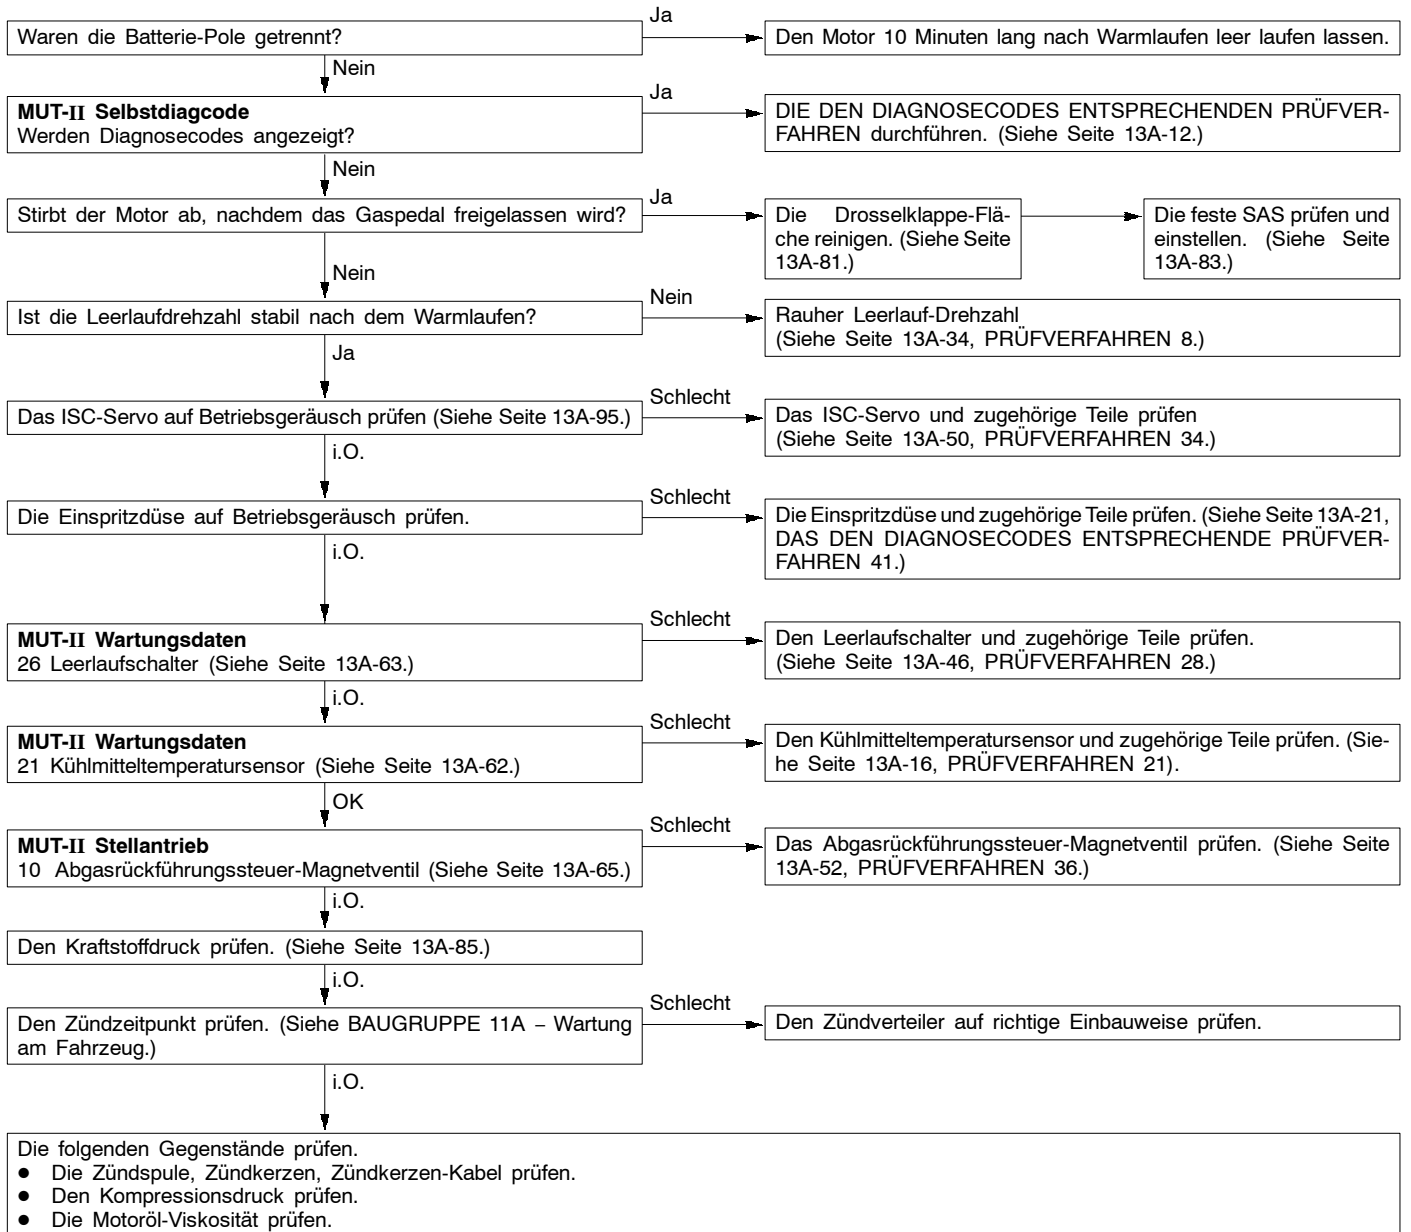 Waren die Batterie-Pole getrennt?
Ja
Den Motor 10 Minuten lang nach Warmlaufen leer laufen lassen.
Nein
MUT-II Selbstdiagcode
Werden Diagnosecodes angezeigt?
Ja
DIE DEN DIAGNOSECODES ENTSPRECHENDEN PRÜFVER-
FAHREN durchführen. (Siehe Seite 13A-12.)
Nein
Stirbt der Motor ab, nachdem das Gaspedal freigelassen wird?
Ja
Die Drosselklappe-Flä-
che reinigen. (Siehe Seite
13A-81.)
Die feste SAS prüfen und
einstellen. (Siehe Seite
13A-83.)
Nein
Ist die Leerlaufdrehzahl stabil nach dem Warmlaufen?
Nein
Rauher Leerlauf-Drehzahl
(Siehe Seite 13A-34, PRÜFVERFAHREN 8.)
Ja
Das ISC-Servo auf Betriebsgeräusch prüfen (Siehe Seite 13A-95.)
Schlecht
Das ISC-Servo und zugehörige Teile prüfen
(Siehe Seite 13A-50, PRÜFVERFAHREN 34.)
i.O.
Die Einspritzdüse auf Betriebsgeräusch prüfen.
Schlecht
Die Einspritzdüse und zugehörige Teile prüfen. (Siehe Seite 13A-21,
DAS DEN DIAGNOSECODES ENTSPRECHENDE PRÜFVER-
FAHREN 41.)
i.O.
MUT-II Wartungsdaten
26 Leerlaufschalter (Siehe Seite 13A-63.)
Schlecht
Den Leerlaufschalter und zugehörige Teile prüfen.
(Siehe Seite 13A-46, PRÜFVERFAHREN 28.)
i.O.
MUT-II Wartungsdaten
21 Kühlmitteltemperatursensor (Siehe Seite 13A-62.)
Schlecht
Den Kühlmitteltemperatursensor und zugehörige Teile prüfen. (Sie-
he Seite 13A-16, PRÜFVERFAHREN 21).
OK
MUT-II Stellantrieb
10 Abgasrückführungssteuer-Magnetventil (Siehe Seite 13A-65.)
Schlecht
Das Abgasrückführungssteuer-Magnetventil prüfen. (Siehe Seite
13A-52, PRÜFVERFAHREN 36.)
i.O.
Den Kraftstoffdruck prüfen. (Siehe Seite 13A-85.)
i.O.
Den Zündzeitpunkt prüfen. (Siehe BAUGRUPPE 11A – Wartung
am Fahrzeug.)
Schlecht
Den Zündverteiler auf richtige Einbauweise prüfen.
i.O.
Die folgenden Gegenstände prüfen.
● Die Zündspule, Zündkerzen, Zündkerzen-Kabel prüfen.
● Den Kompressionsdruck prüfen.
● Die Motoröl-Viskosität prüfen.